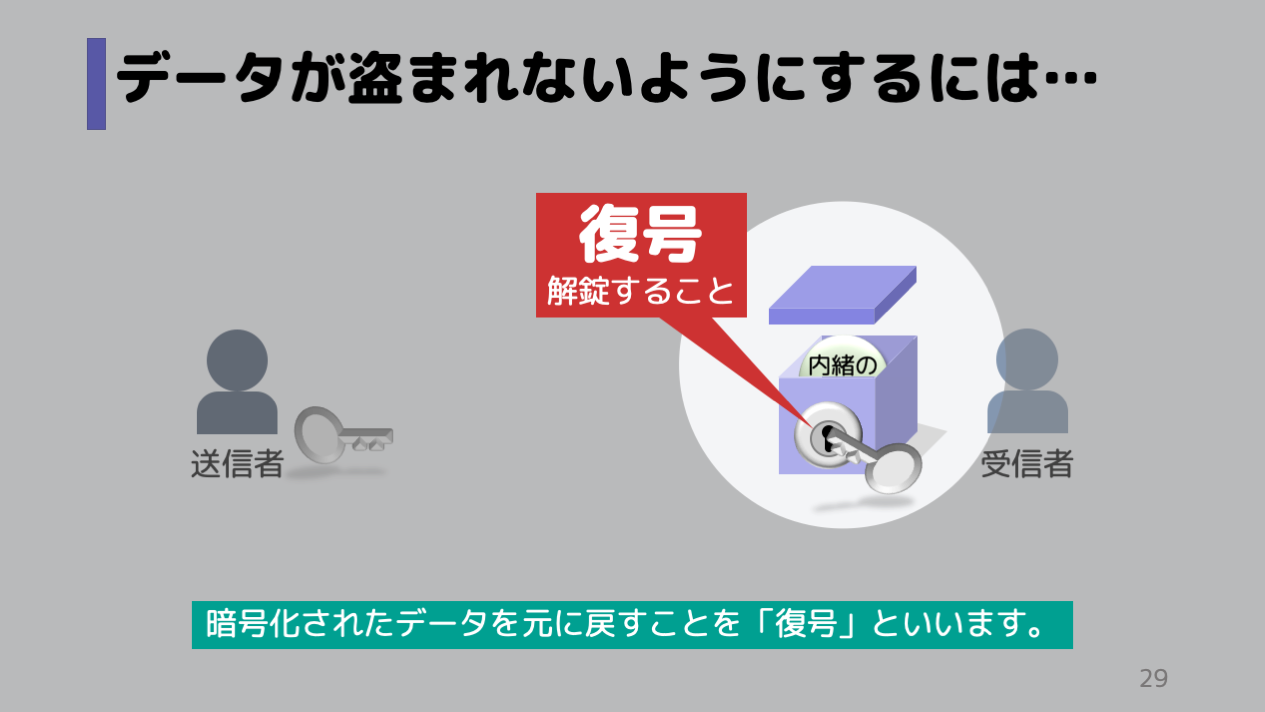 データが盗まれないようにするには…
復号
解錠すること
内緒の
送信者
受信者
暗号化されたデータを元に戻すことを「復号」といいます。
29